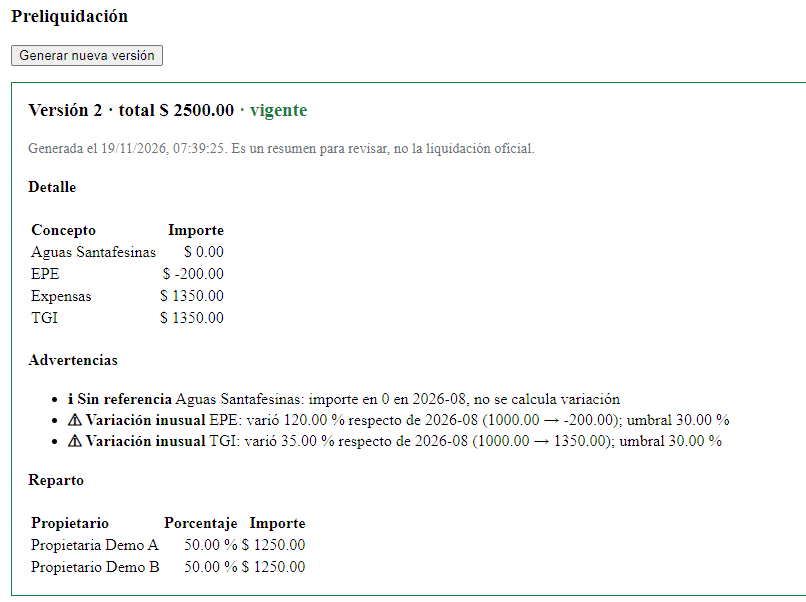 Preliquidación
Generar nueva versión
Versión 2 · total $ 2500.00 · vigente
Generada el 19/11/2026, 07:39:25. Es un resumen para revisar, no la liquidación oficial.
Detalle
Concepto Importe
Aguas Santafesinas $ 0.00
EPE $ -200.00
Expensas $ 1350.00
TGI $ 1350.00
Advertencias
• ℹ Sin referencia Aguas Santafesinas: importe en 0 en 2026-08, no se calcula variación
• ⚠ Variación inusual EPE: varió 120.00 % respecto de 2026-08 (1000.00 → -200.00); umbral 30.00 %
• ⚠ Variación inusual TGI: varió 35.00 % respecto de 2026-08 (1000.00 → 1350.00); umbral 30.00 %
Reparto
Propietario Porcentaje Importe
Propietaria Demo A 50.00 % $ 1250.00
Propietario Demo B 50.00 % $ 1250.00